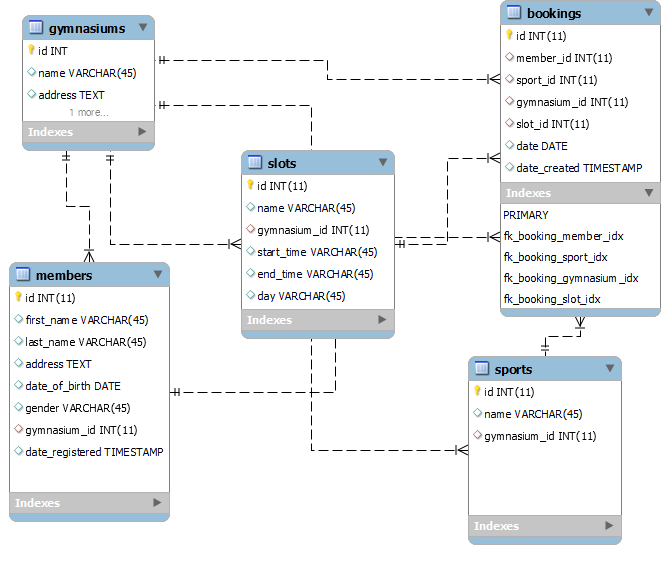 gymnasiums
id INT
name VARCHAR(45)
address TEXT
1 more...
Indexes
bookings
id INT(11)
member_id INT(11)
sport_id INT(11)
gymnasium_id INT(11)
slot_id INT(11)
date DATE
date_created TIMESTAMP
Indexes
PRIMARY
fk_booking_member_idx
fk_booking_sport_idx
fk_booking_gymnasium_idx
fk_booking_slot_idx
slots
id INT(11)
name VARCHAR(45)
gymnasium_id INT(11)
start_time VARCHAR(45)
end_time VARCHAR(45)
day VARCHAR(45)
Indexes
members
id INT(11)
first_name VARCHAR(45)
last_name VARCHAR(45)
address TEXT
date_of_birth DATE
gender VARCHAR(45)
gymnasium_id INT(11)
date_registered TIMESTAMP
Indexes
sports
id INT(11)
name VARCHAR(45)
gymnasium_id INT(11)
Indexes